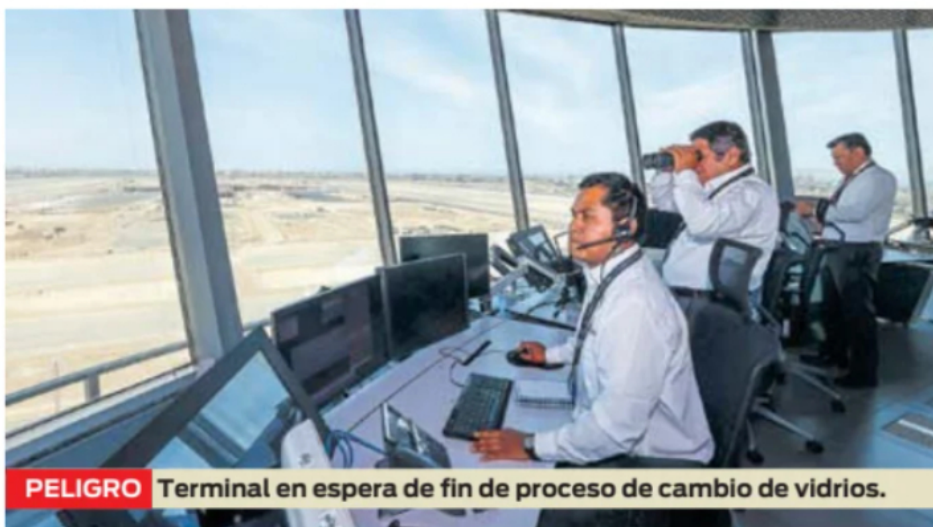 PELIGRO Terminal en espera de fin de proceso de cambio de vidrios.